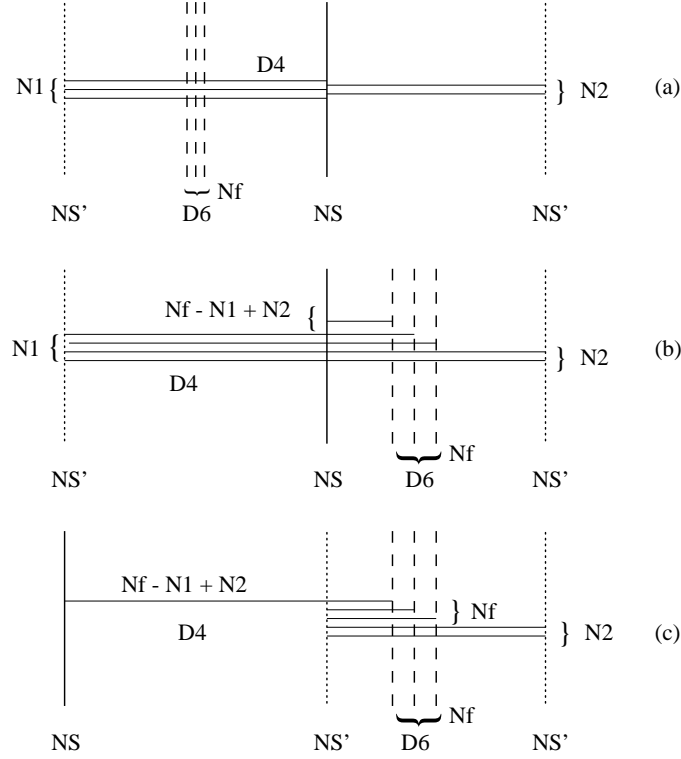 D4
N1 { } N2 (a)
Nf
NS’ D6 NS NS’
Nf - N1 + N2 {
N1 { } N2 (b)
D4
Nf
NS’ NS D6 NS’
Nf - N1 + N2
} Nf
D4 } N2 (c)
Nf
NS NS’ D6 NS’